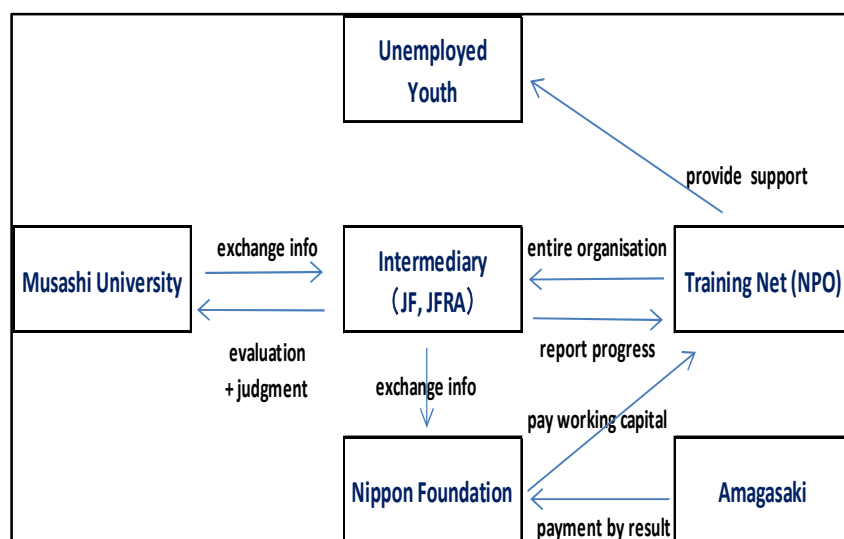 Unemployed
Youth
provide support
exchange info
entire organisation
Musashi University
Intermediary
（JF, JFRA）
Training Net (NPO)
evaluation
+ judgment
report progress
exchange info
pay working capital
Nippon Foundation
Amagasaki
payment by result